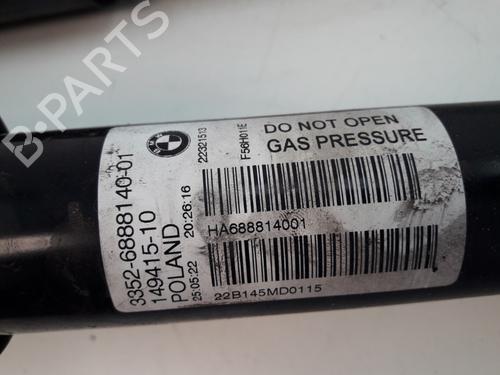 3352-6888140-01
149415-10
POLAND
25.05.22 20:26:16
22321513
F56H011E
DO NOT OPEN
GAS PRESSURE
HA688814001
22B145MD0115
BMW
B-Parts